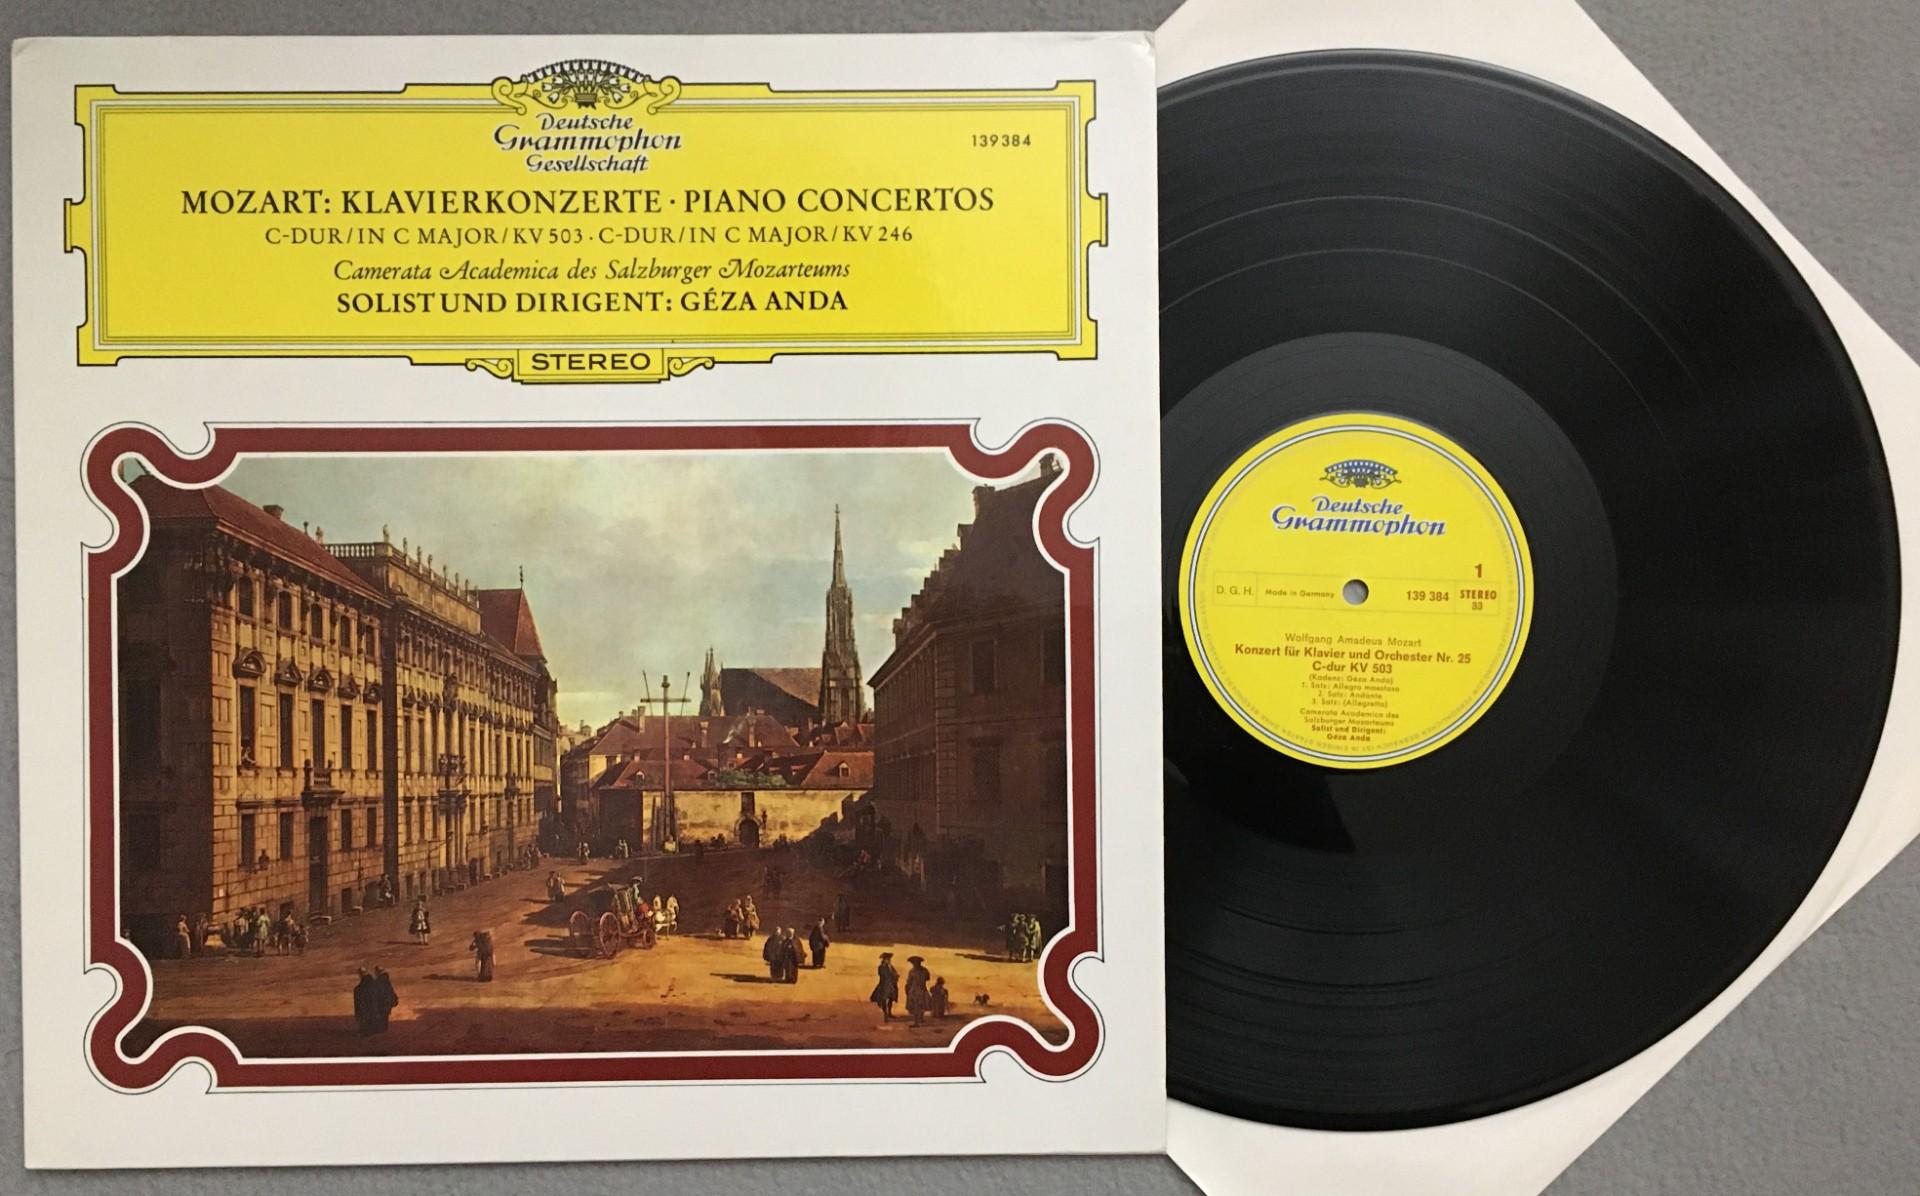 Deutsche
Grammophon
Gesellschaft
139 384
MOZART: KLAVIERKONZERTE · PIANO CONCERTOS
C-DUR/IN C MAJOR/KV 503 · C-DUR/IN C MAJOR/KV 246
Camerata Academica des Salzburger Mozarteums
SOLIST UND DIRIGENT: GÉZA ANDA
STEREO
Deutsche
Grammophon
1
D. G. H. Made in Germany 139 384 STEREO
33
Wolfgang Amadeus Mozart
Konzert für Klavier und Orchester Nr. 25
C-dur KV 503
(Kadenz: Géza Anda)
1. Satz: Allegro maestoso
2. Satz: Andante
3. Satz: (Allegretto)
Camerata Academica des
Salzburger Mozarteums
Solist und Dirigent:
Géza Anda